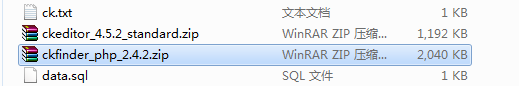 ck.txt 文本文档 1 KB
ckeditor_4.5.2_standard.zip WinRAR ZIP 压缩... 1,192 KB
ckfinder_php_2.4.2.zip WinRAR ZIP 压缩... 2,040 KB
data.sql SQL 文件 1 KB